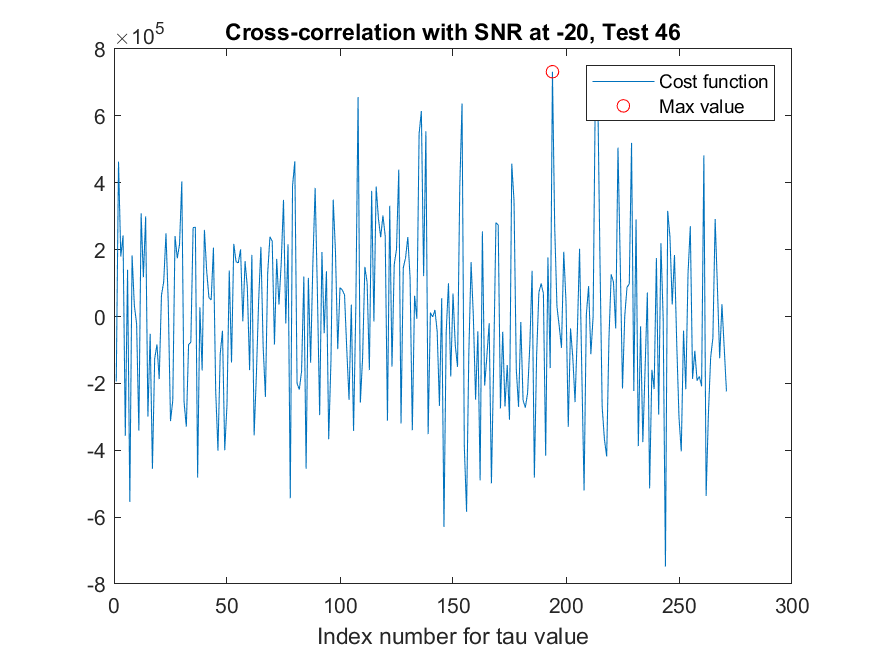 Cross-correlation with SNR at -20, Test 46
×10^5
8
6
4
2
0
-2
-4
-6
-8
0 50 100 150 200 250 300
Index number for tau value
Cost function
Max value